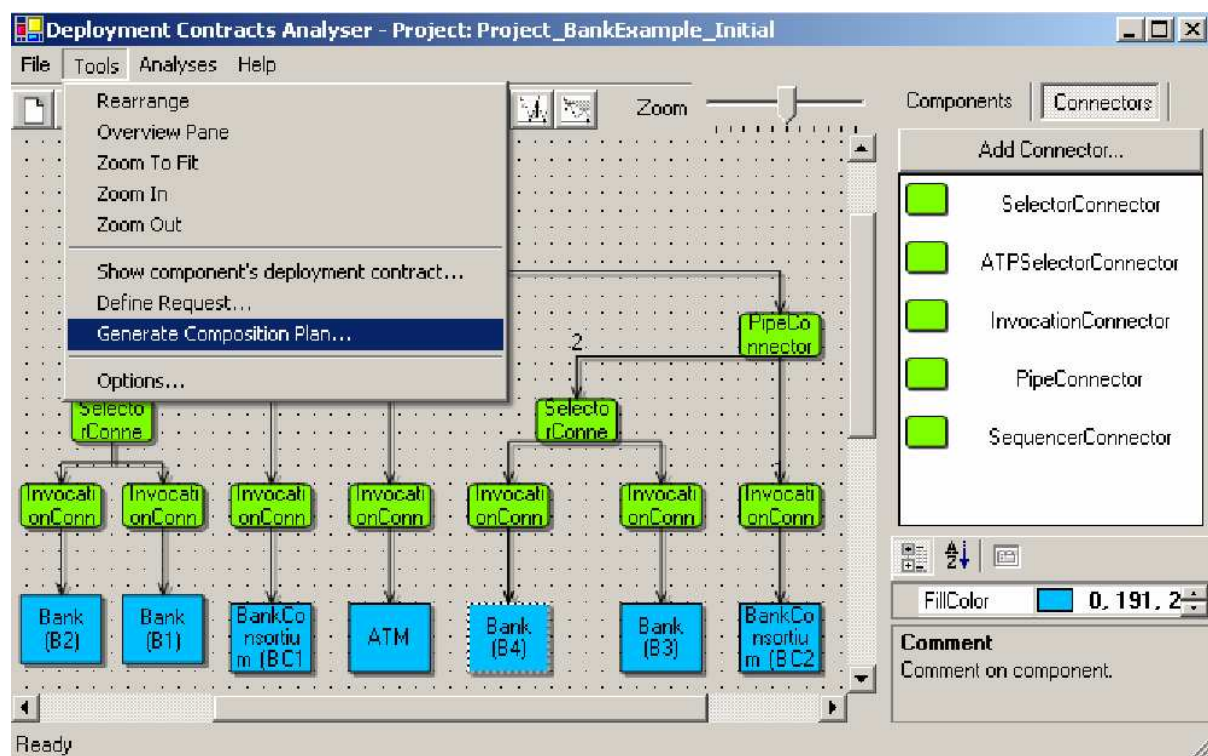 Deployment Contracts Analyser - Project: Project_BankExample_Initial
File Tools Analyses Help
Rearrange
Overview Pane
Zoom To Fit
Zoom In
Zoom Out
Show component's deployment contract...
Define Request...
Generate Composition Plan...
Options...
Zoom
Components Connectors
Add Connector...
SelectorConnector
ATPSelectorConnector
InvocationConnector
PipeConnector
SequencerConnector
PipeCo
nnector
2
Selecto
rConne
Selecto
rConne
Invocati
onConn
Invocati
onConn
Invocati
onConn
Invocati
onConn
Invocati
onConn
Invocati
onConn
Invocati
onConn
Bank
(B2)
Bank
(B1)
BankCo
nsortiu
m (BC1
ATM
Bank
(B4)
Bank
(B3)
BankCo
nsortiu
m (BC2
A
Z
FillColor 0, 191, 2
Comment
Comment on component.
Ready